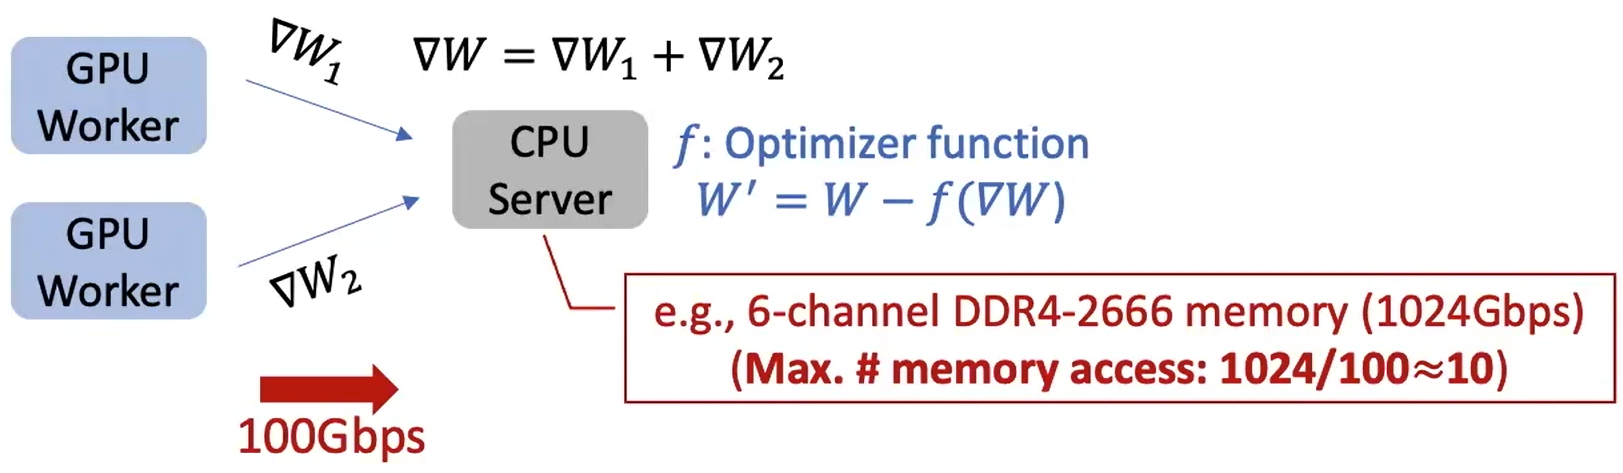 GPU
Worker
∇W₁
∇W = ∇W₁ + ∇W₂
CPU
Server
f: Optimizer function
W′ = W − f(∇W)
GPU
Worker
∇W₂
e.g., 6-channel DDR4-2666 memory (1024Gbps)
(Max. # memory access: 1024/100≈10)
100Gbps